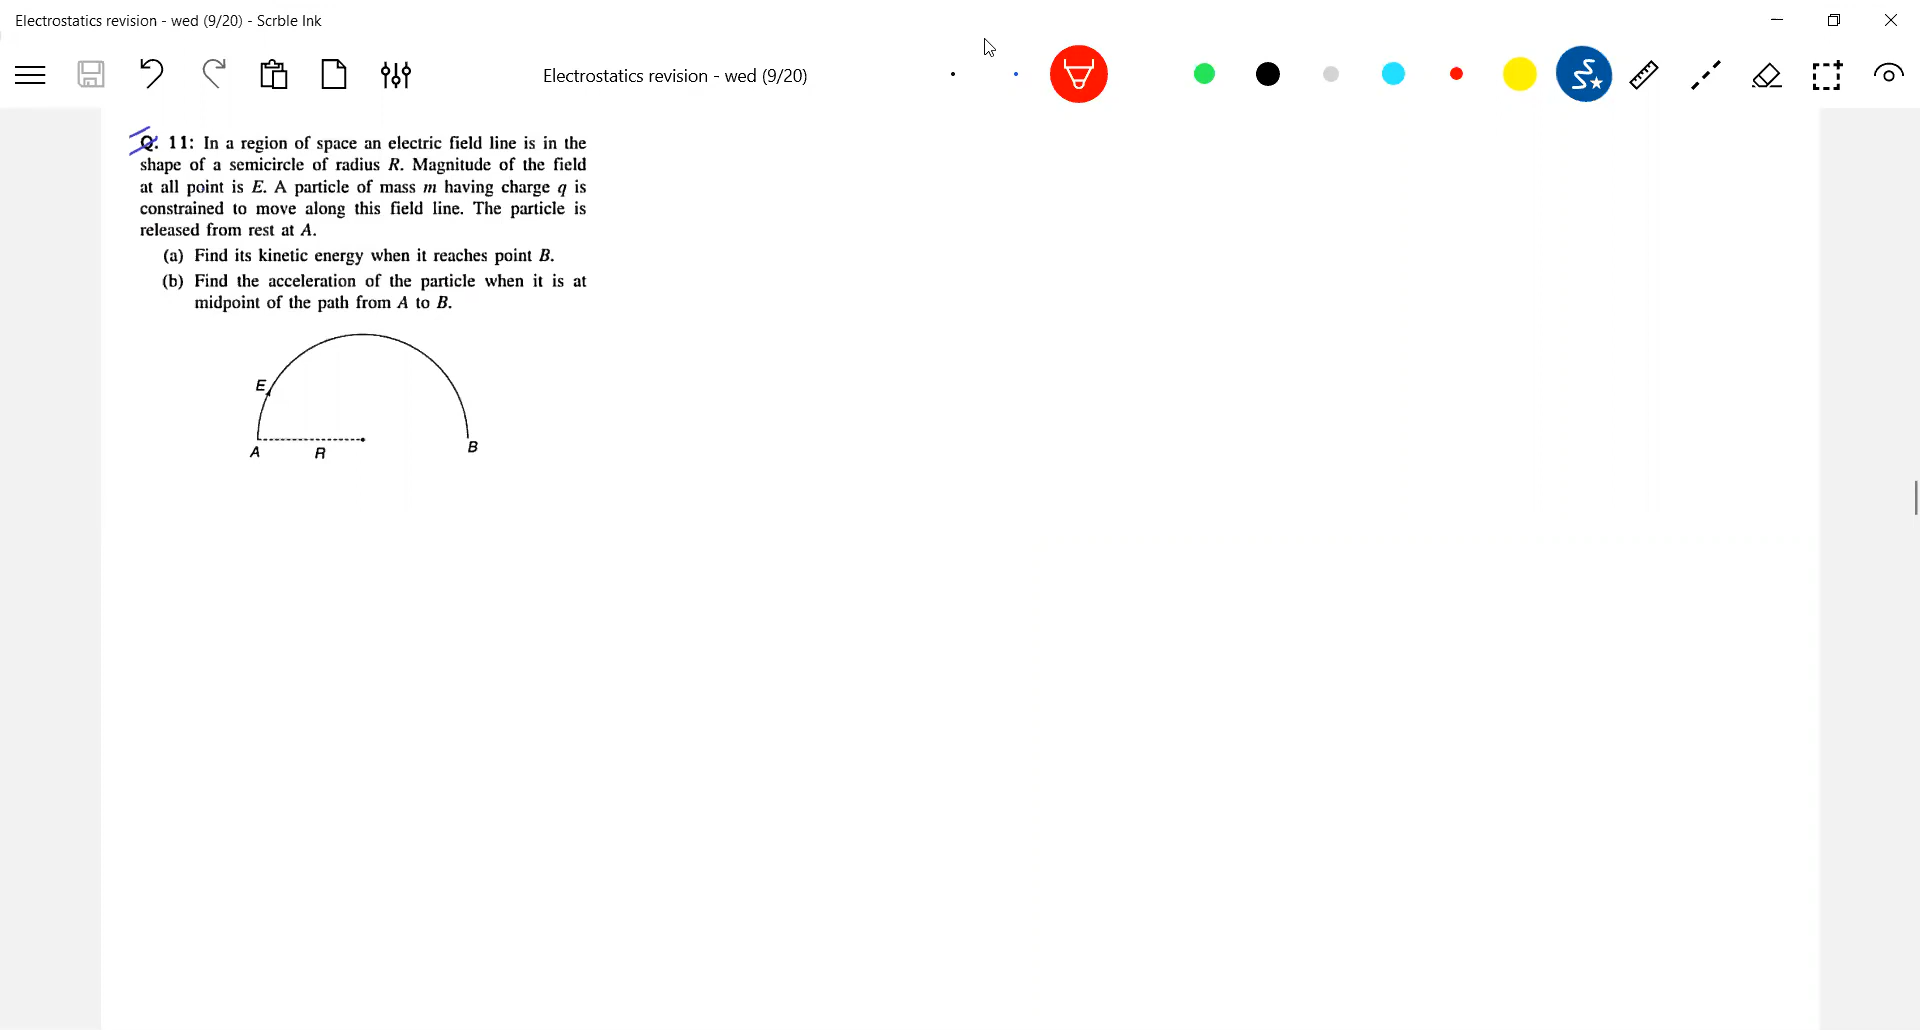 Electrostatics revision - wed (9/20) - Scrble Ink
Electrostatics revision - wed (9/20)
Q. 11: In a region of space an electric field line is in the
shape of a semicircle of radius R. Magnitude of the field
at all point is E. A particle of mass m having charge q is
constrained to move along this field line. The particle is
released from rest at A.
(a) Find its kinetic energy when it reaches point B.
(b) Find the acceleration of the particle when it is at
midpoint of the path from A to B.
E
A
R
B